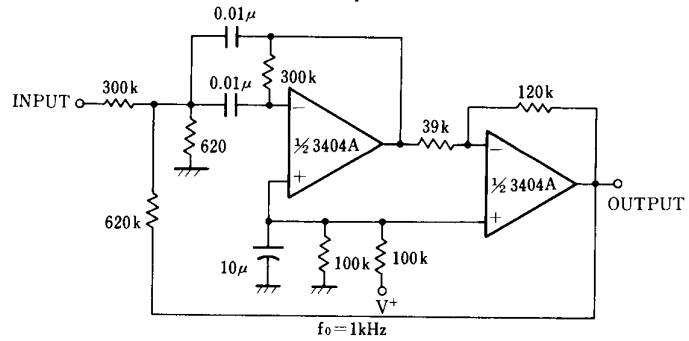 0.01μ
300k
0.01μ
300k
INPUT
620
620k
½ 3404A
−
+
39k
120k
½ 3404A
−
+
OUTPUT
10μ
100k
100k
V⁺
f₀=1kHz